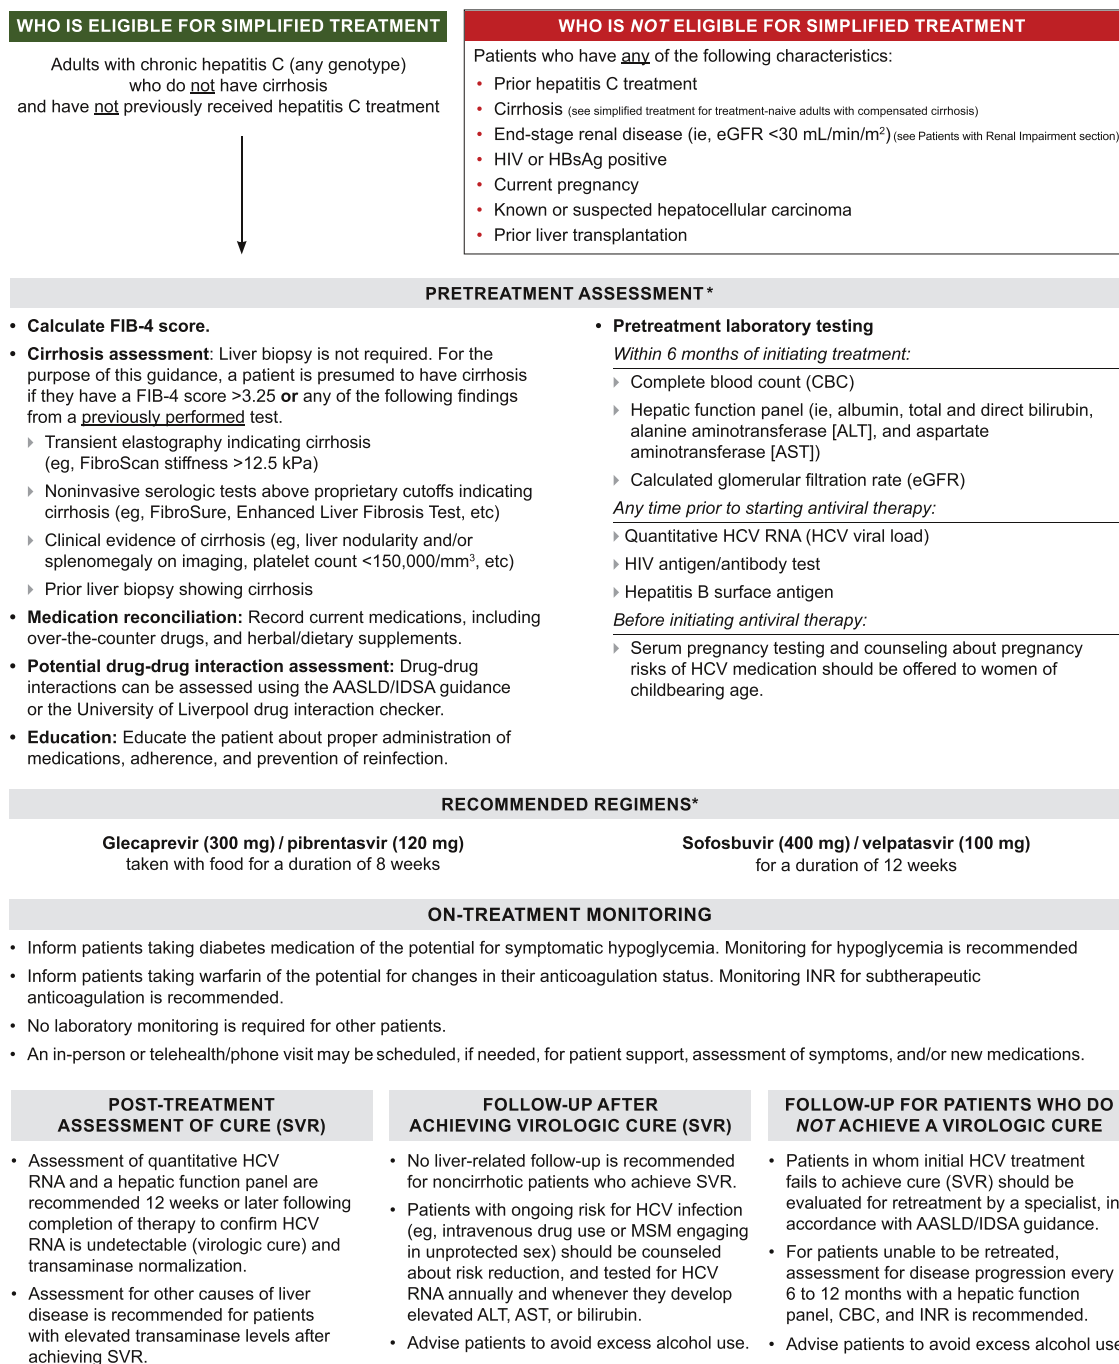 WHO IS ELIGIBLE FOR SIMPLIFIED TREATMENT
Adults with chronic hepatitis C (any genotype)
who do not have cirrhosis
and have not previously received hepatitis C treatment
WHO IS NOT ELIGIBLE FOR SIMPLIFIED TREATMENT
Patients who have any of the following characteristics:
• Prior hepatitis C treatment
• Cirrhosis (see simplified treatment for treatment-naive adults with compensated cirrhosis)
• End-stage renal disease (ie, eGFR <30 mL/min/m²) (see Patients with Renal Impairment section)
• HIV or HBsAg positive
• Current pregnancy
• Known or suspected hepatocellular carcinoma
• Prior liver transplantation
PRETREATMENT ASSESSMENT*
• Calculate FIB-4 score.
• Cirrhosis assessment: Liver biopsy is not required. For the
purpose of this guidance, a patient is presumed to have cirrhosis
if they have a FIB-4 score >3.25 or any of the following findings
from a previously performed test.
Transient elastography indicating cirrhosis
(eg, FibroScan stiffness >12.5 kPa)
Noninvasive serologic tests above proprietary cutoffs indicating
cirrhosis (eg, FibroSure, Enhanced Liver Fibrosis Test, etc)
Clinical evidence of cirrhosis (eg, liver nodularity and/or
splenomegaly on imaging, platelet count <150,000/mm³, etc)
Prior liver biopsy showing cirrhosis
• Medication reconciliation: Record current medications, including
over-the-counter drugs, and herbal/dietary supplements.
• Potential drug-drug interaction assessment: Drug-drug
interactions can be assessed using the AASLD/IDSA guidance
or the University of Liverpool drug interaction checker.
• Education: Educate the patient about proper administration of
medications, adherence, and prevention of reinfection.
• Pretreatment laboratory testing
Within 6 months of initiating treatment:
Complete blood count (CBC)
Hepatic function panel (ie, albumin, total and direct bilirubin,
alanine aminotransferase [ALT], and aspartate
aminotransferase [AST])
Calculated glomerular filtration rate (eGFR)
Any time prior to starting antiviral therapy:
Quantitative HCV RNA (HCV viral load)
HIV antigen/antibody test
Hepatitis B surface antigen
Before initiating antiviral therapy:
Serum pregnancy testing and counseling about pregnancy
risks of HCV medication should be offered to women of
childbearing age.
RECOMMENDED REGIMENS*
Glecaprevir (300 mg) / pibrentasvir (120 mg)
taken with food for a duration of 8 weeks
Sofosbuvir (400 mg) / velpatasvir (100 mg)
for a duration of 12 weeks
ON-TREATMENT MONITORING
• Inform patients taking diabetes medication of the potential for symptomatic hypoglycemia. Monitoring for hypoglycemia is recommended
• Inform patients taking warfarin of the potential for changes in their anticoagulation status. Monitoring INR for subtherapeutic
anticoagulation is recommended.
• No laboratory monitoring is required for other patients.
• An in-person or telehealth/phone visit may be scheduled, if needed, for patient support, assessment of symptoms, and/or new medications.
POST-TREATMENT
ASSESSMENT OF CURE (SVR)
• Assessment of quantitative HCV
RNA and a hepatic function panel are
recommended 12 weeks or later following
completion of therapy to confirm HCV
RNA is undetectable (virologic cure) and
transaminase normalization.
• Assessment for other causes of liver
disease is recommended for patients
with elevated transaminase levels after
achieving SVR.
FOLLOW-UP AFTER
ACHIEVING VIROLOGIC CURE (SVR)
• No liver-related follow-up is recommended
for noncirrhotic patients who achieve SVR.
• Patients with ongoing risk for HCV infection
(eg, intravenous drug use or MSM engaging
in unprotected sex) should be counseled
about risk reduction, and tested for HCV
RNA annually and whenever they develop
elevated ALT, AST, or bilirubin.
• Advise patients to avoid excess alcohol use.
FOLLOW-UP FOR PATIENTS WHO DO
NOT ACHIEVE A VIROLOGIC CURE
• Patients in whom initial HCV treatment
fails to achieve cure (SVR) should be
evaluated for retreatment by a specialist, in
accordance with AASLD/IDSA guidance.
• For patients unable to be retreated,
assessment for disease progression every
6 to 12 months with a hepatic function
panel, CBC, and INR is recommended.
• Advise patients to avoid excess alcohol use